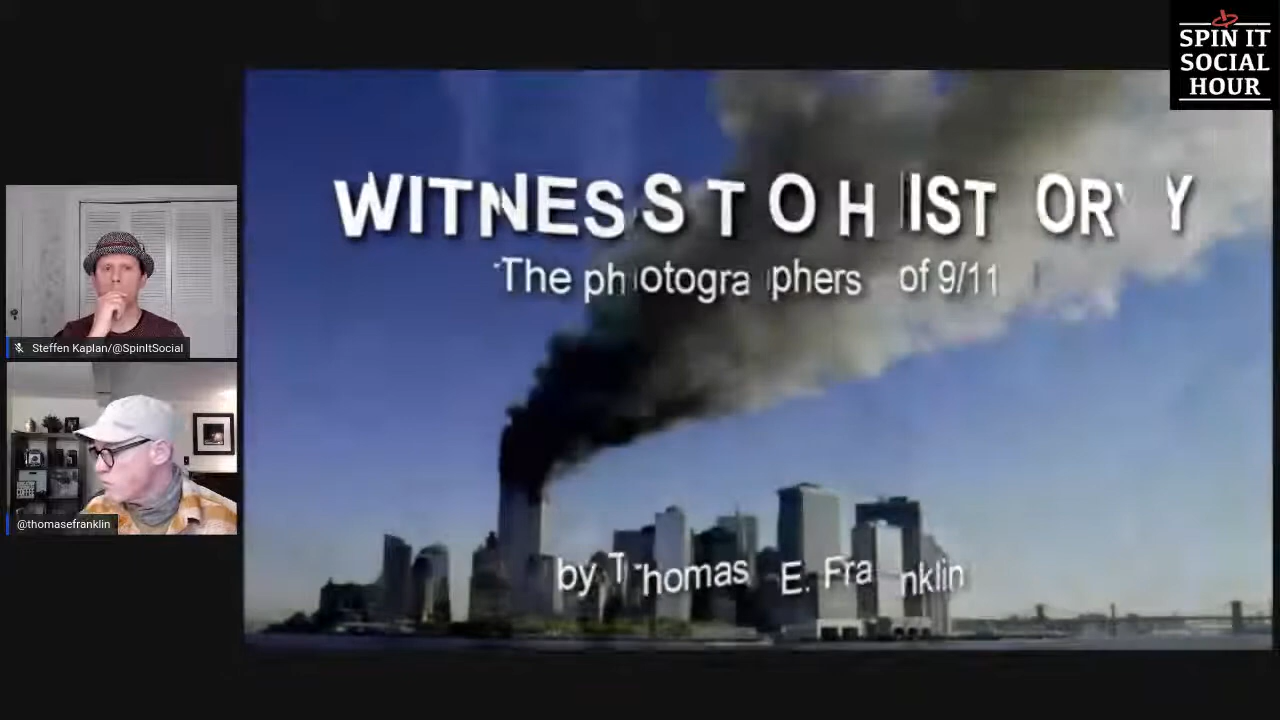 SPIN IT
SOCIAL
HOUR
WITNESS TO HISTORY
The photographers of 9/11
by Thomas E. Franklin
Steffen Kaplan/@SpinItSocial
@thomasefranklin